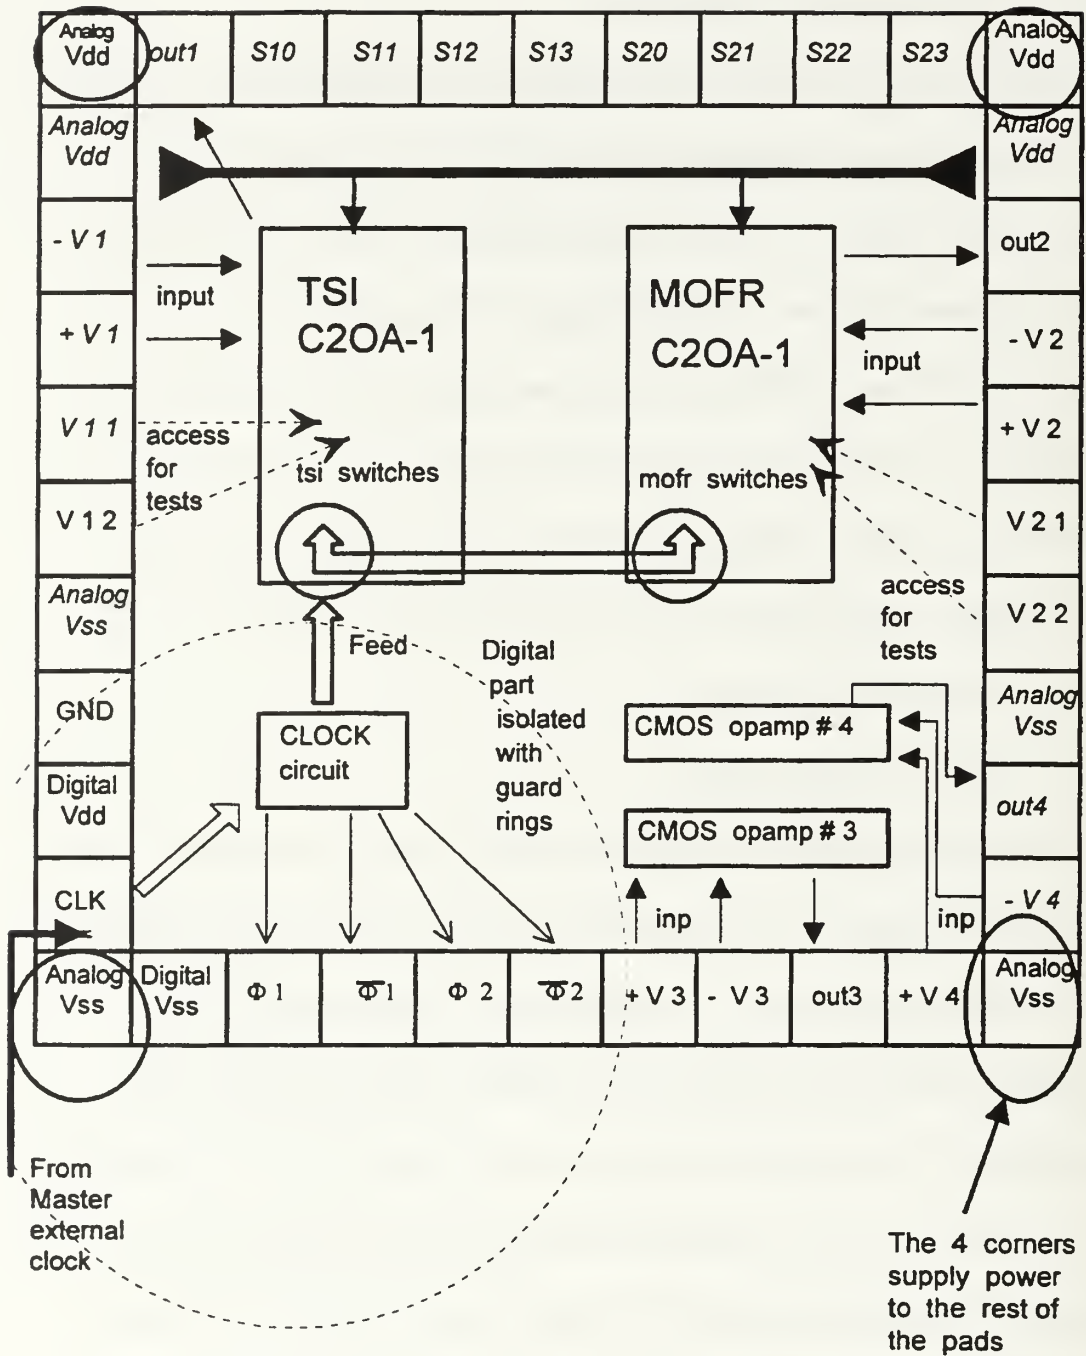 Analog
Vdd
out1
S10
S11
S12
S13
S20
S21
S22
S23
Analog
Vdd
Analog
Vdd
- V 1
+ V 1
V 1 1
V 1 2
Analog
Vss
GND
Digital
Vdd
CLK
Analog
Vdd
out2
- V 2
+ V 2
V 2 1
V 2 2
Analog
Vss
out4
- V 4
input
TSI
C2OA-1
MOFR
C2OA-1
input
access
for
tests
tsi switches
mofr switches
access
for
tests
Feed
Digital
part
isolated
with
guard
rings
CLOCK
circuit
CMOS opamp # 4
CMOS opamp # 3
inp
inp
Analog
Vss
Digital
Vss
Φ 1
Φ̅ 1
Φ 2
Φ̅ 2
+ V 3
- V 3
out3
+ V 4
Analog
Vss
From
Master
external
clock
The 4 corners
supply power
to the rest of
the pads